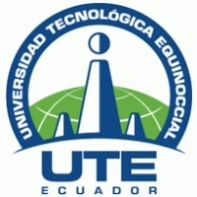 UNIVERSIDAD TECNOLÓGICA EQUINOCCIAL
UTE
ECUADOR